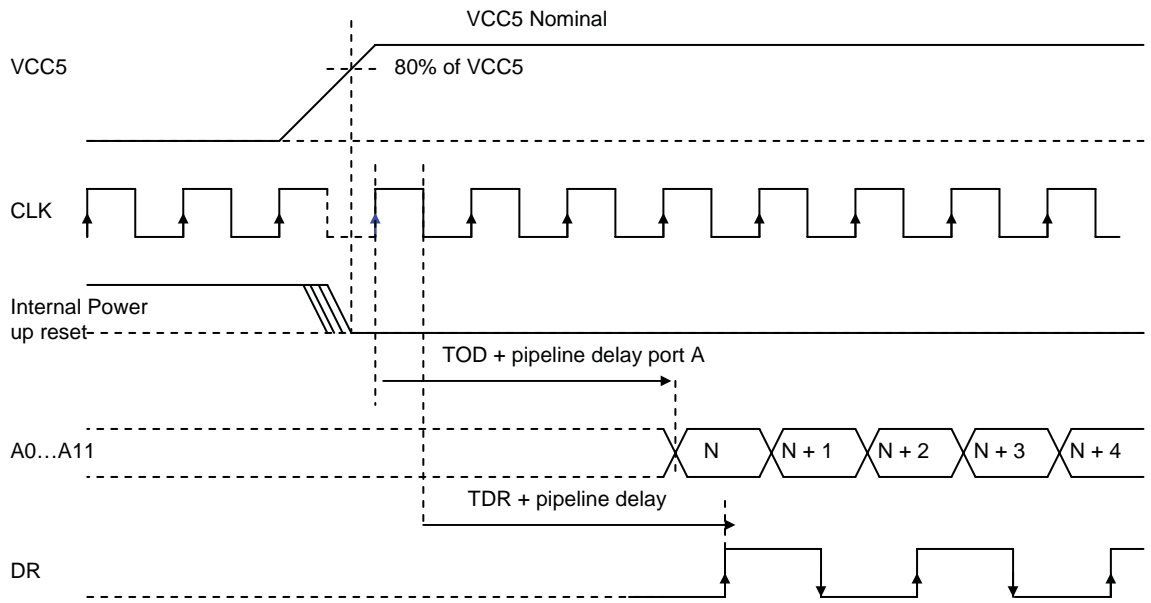 VCC5 Nominal
VCC5
80% of VCC5
CLK
Internal Power
up reset
TOD + pipeline delay port A
A0…A11
N
N + 1
N + 2
N + 3
N + 4
TDR + pipeline delay
DR